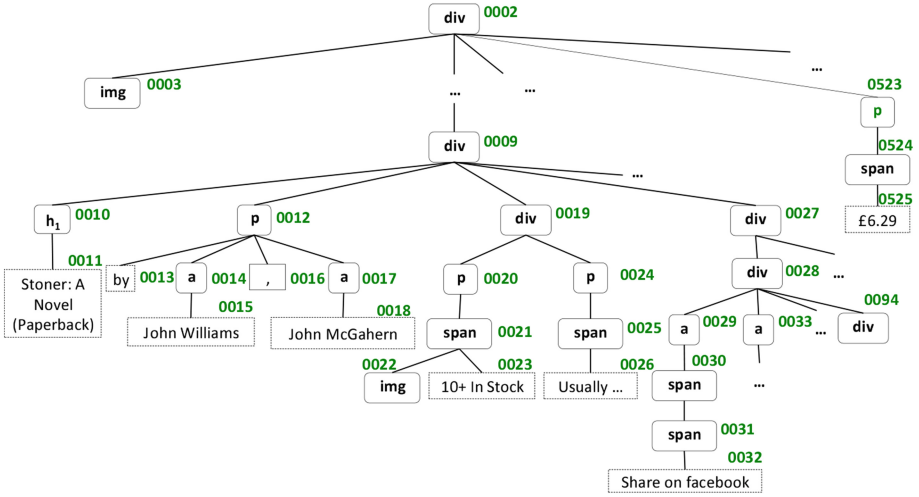 div 0002
img 0003
...
...
...
0523
p
div 0009
0524
span
...
0525
£6.29
h1 0010
p 0012
div 0019
div 0027
0011
Stoner: A
Novel
(Paperback)
by 0013
a 0014
, 0016
a 0017
p 0020
p 0024
div 0028
...
0015
John Williams
0018
John McGahern
span 0021
span 0025
a 0029
a 0033
...
0094
div
0022
img
0023
10+ In Stock
0026
Usually ...
0030
span
...
span 0031
0032
Share on facebook